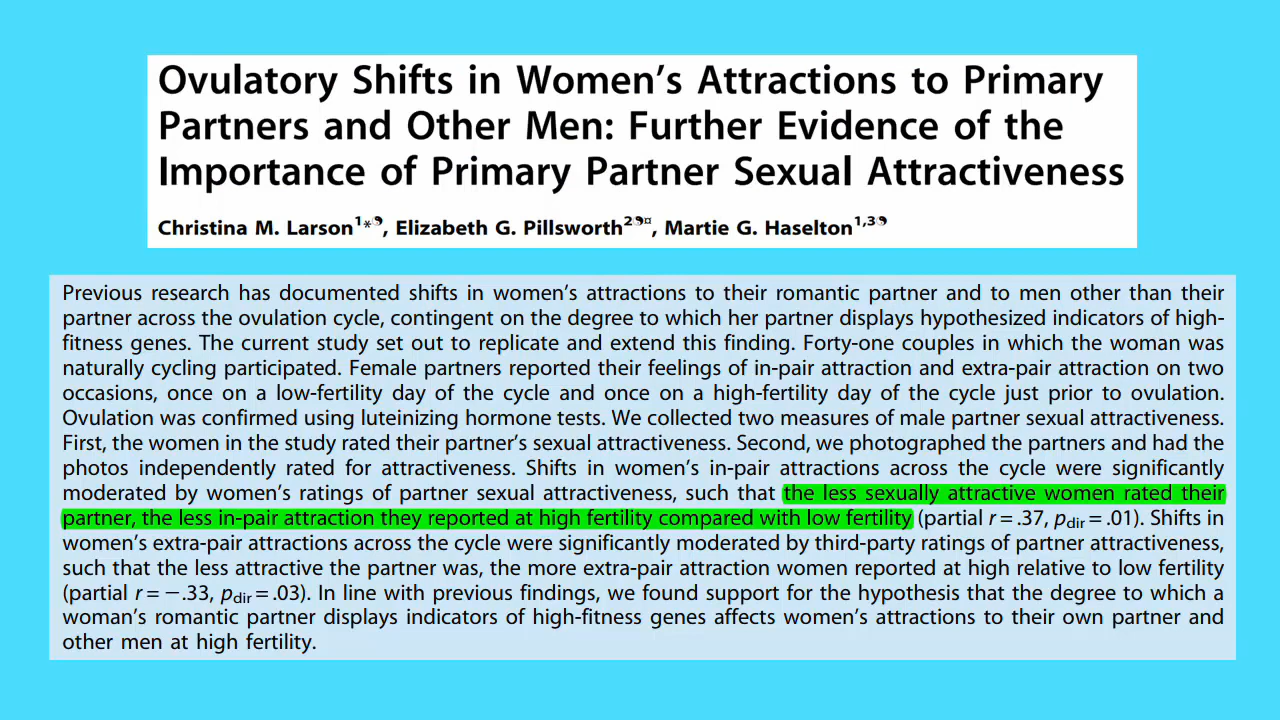 Ovulatory Shifts in Women's Attractions to Primary
Partners and Other Men: Further Evidence of the
Importance of Primary Partner Sexual Attractiveness
Christina M. Larson1*❩, Elizabeth G. Pillsworth2❩¤, Martie G. Haselton1,3❩
Previous research has documented shifts in women's attractions to their romantic partner and to men other than their
partner across the ovulation cycle, contingent on the degree to which her partner displays hypothesized indicators of high-
fitness genes. The current study set out to replicate and extend this finding. Forty-one couples in which the woman was
naturally cycling participated. Female partners reported their feelings of in-pair attraction and extra-pair attraction on two
occasions, once on a low-fertility day of the cycle and once on a high-fertility day of the cycle just prior to ovulation.
Ovulation was confirmed using luteinizing hormone tests. We collected two measures of male partner sexual attractiveness.
First, the women in the study rated their partner's sexual attractiveness. Second, we photographed the partners and had the
photos independently rated for attractiveness. Shifts in women's in-pair attractions across the cycle were significantly
moderated by women's ratings of partner sexual attractiveness, such that the less sexually attractive women rated their
partner, the less in-pair attraction they reported at high fertility compared with low fertility (partial r = .37, pdir = .01). Shifts in
women's extra-pair attractions across the cycle were significantly moderated by third-party ratings of partner attractiveness,
such that the less attractive the partner was, the more extra-pair attraction women reported at high relative to low fertility
(partial r = −.33, pdir = .03). In line with previous findings, we found support for the hypothesis that the degree to which a
woman's romantic partner displays indicators of high-fitness genes affects women's attractions to their own partner and
other men at high fertility.